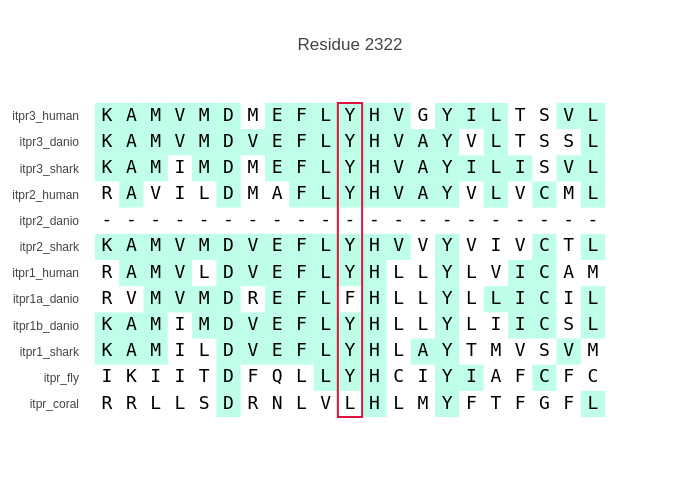 Residue 2322
itpr3_human K A M V M D M E F L Y H V G Y I L T S V L
itpr3_danio K A M V M D V E F L Y H V A Y V L T S S L
itpr3_shark K A M I M D M E F L Y H V A Y I L I S V L
itpr2_human R A V I L D M A F L Y H V A Y V L V C M L
itpr2_danio - - - - - - - - - - - - - - - - - - - - -
itpr2_shark K A M V M D V E F L Y H V V Y V I V C T L
itpr1_human R A M V L D V E F L Y H L L Y L V I C A M
itpr1a_danio R V M V M D R E F L F H L L Y L L I C I L
itpr1b_danio K A M I M D V E F L Y H L L Y L I I C S L
itpr1_shark K A M I L D V E F L Y H L A Y T M V S V M
itpr_fly I K I I T D F Q L L Y H C I Y I A F C F C
itpr_coral R R L L S D R N L V L H L M Y F T F G F L